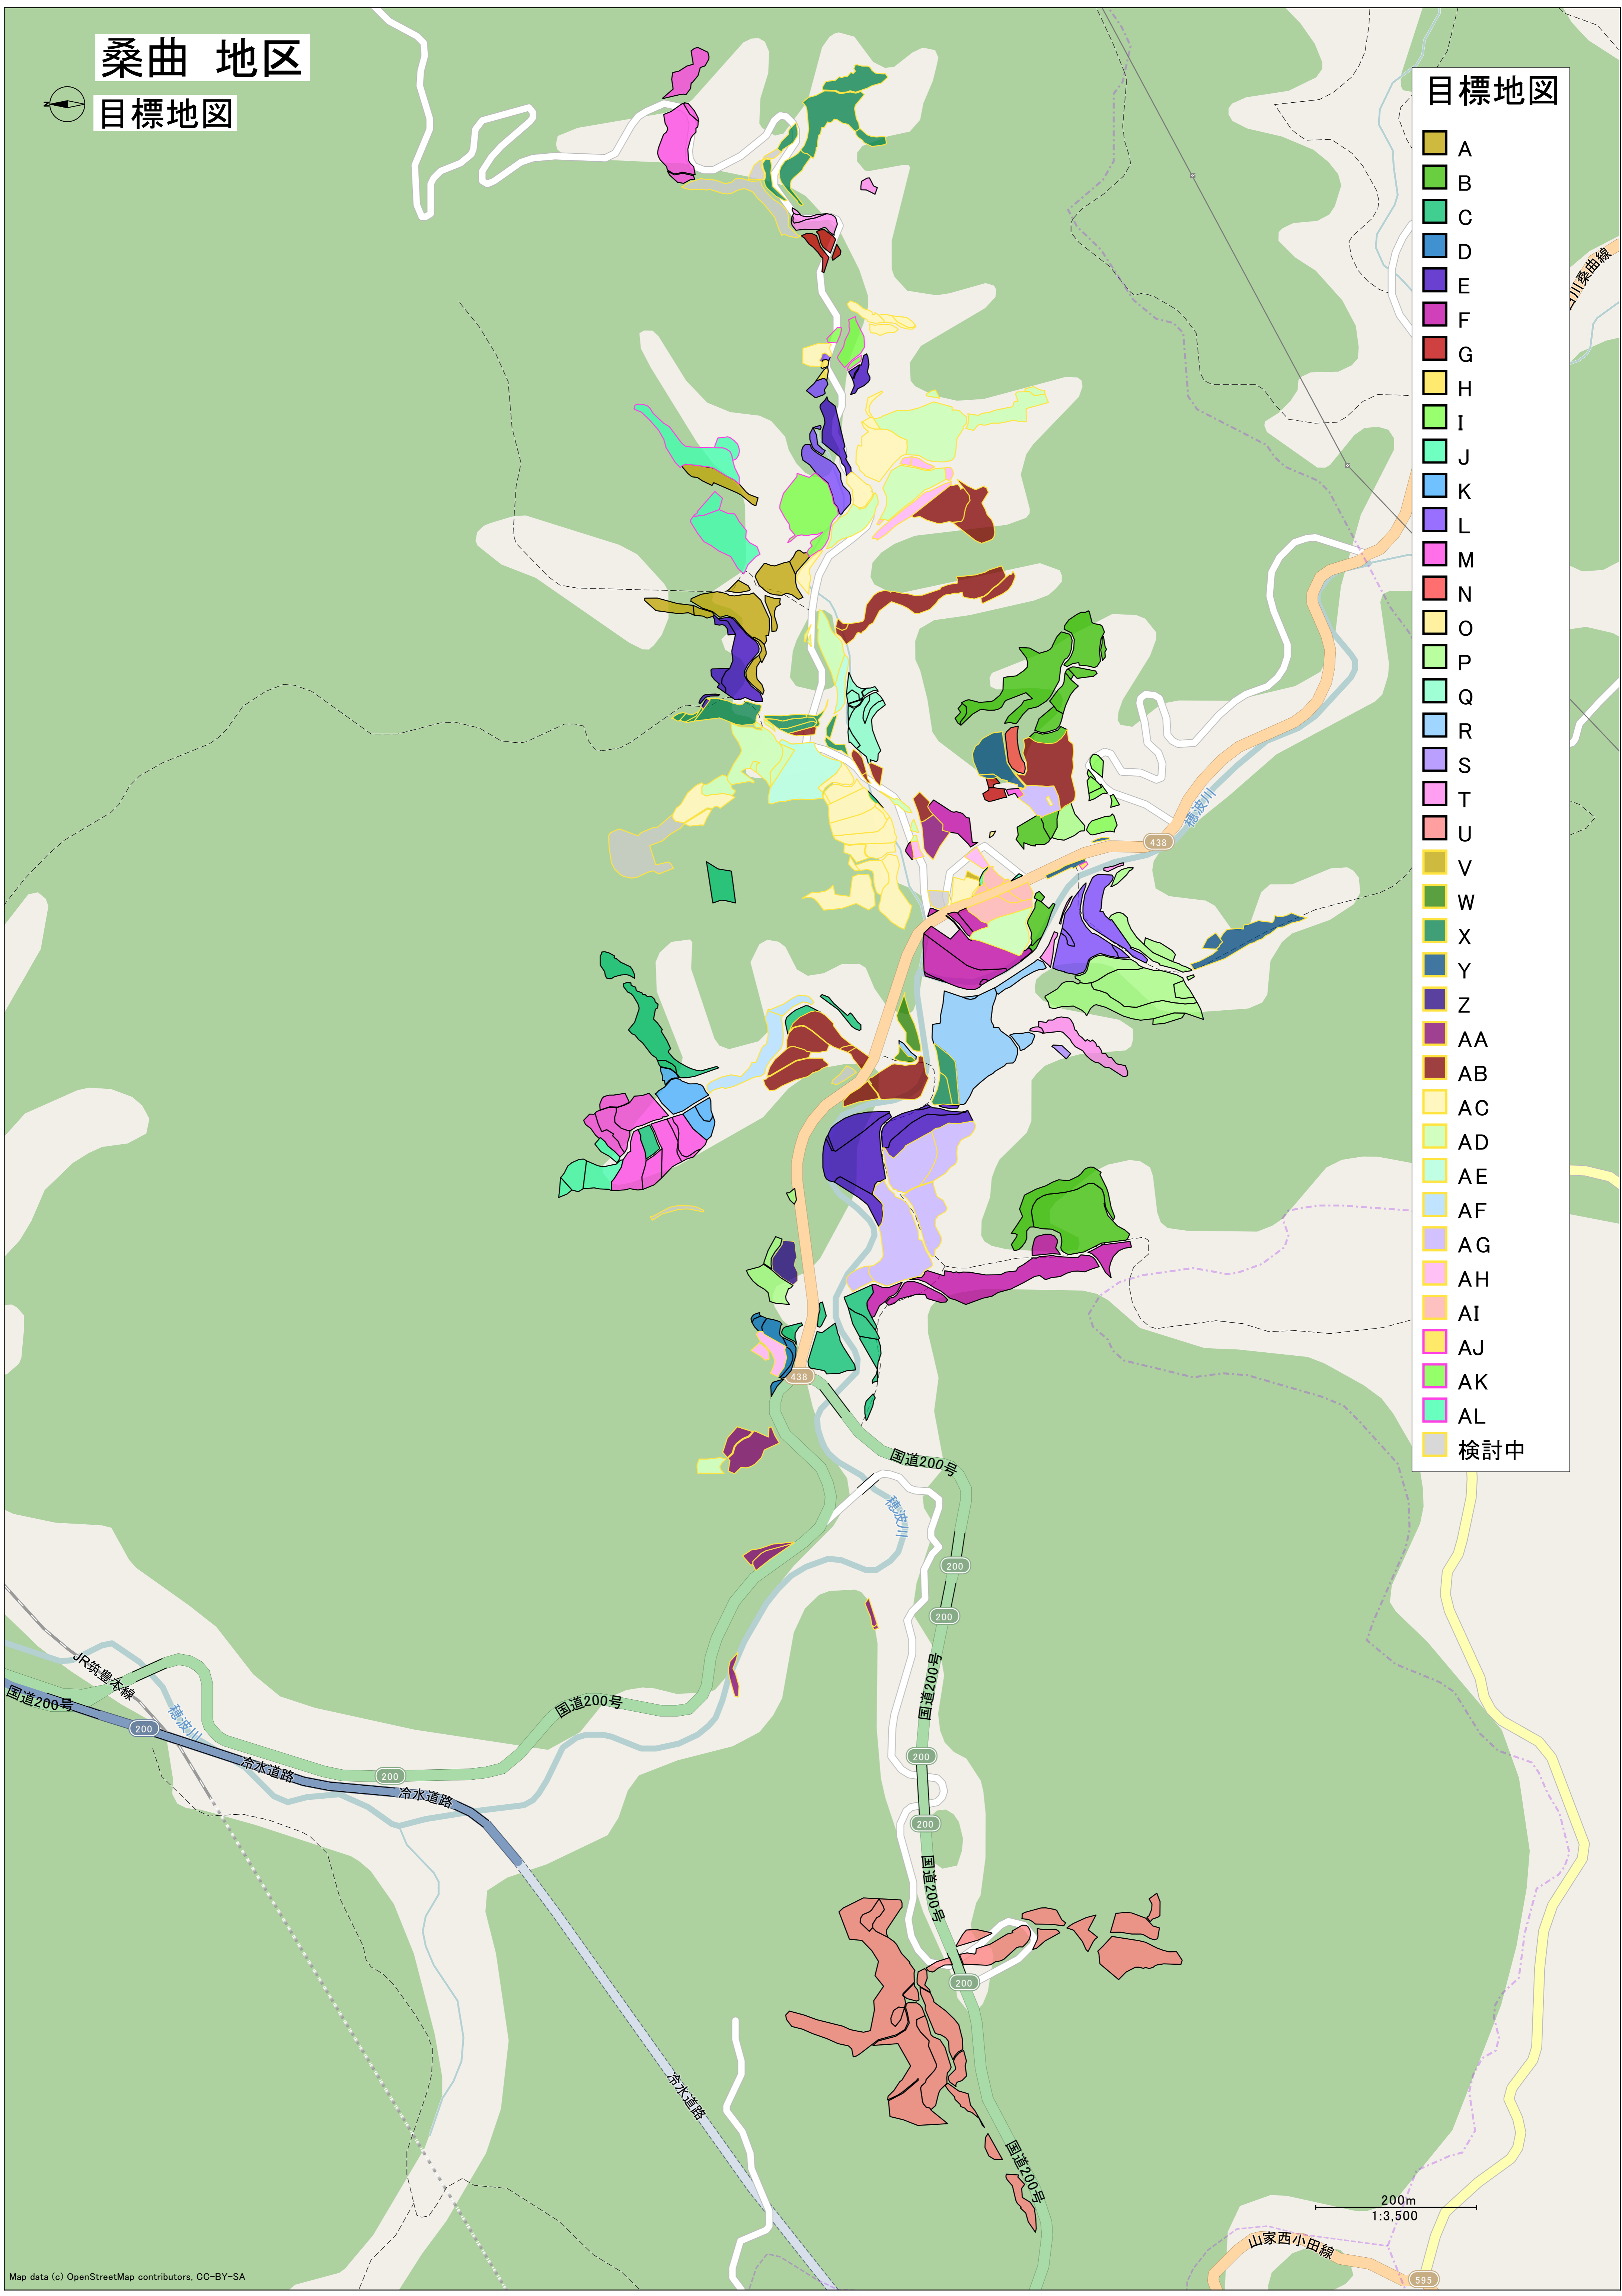 桑曲 地区
目標地図
N
目標地図
A
B
C
D
E
F
G
H
I
J
K
L
M
N
O
P
Q
R
S
T
U
V
W
X
Y
Z
AA
AB
AC
AD
AE
AF
AG
AH
AI
AJ
AK
AL
検討中
川桑曲線
穂波川
438
438
国道200号
穂波川
200
200
JR筑豊本線
国道200号
国道200号
国道200号
穂波川
200
200
冷水道路
200
冷水道路
200
国道200号
200
冷水道路
国道200号
200m
1:3,500
山家西小田線
595
Map data (c) OpenStreetMap contributors, CC-BY-SA